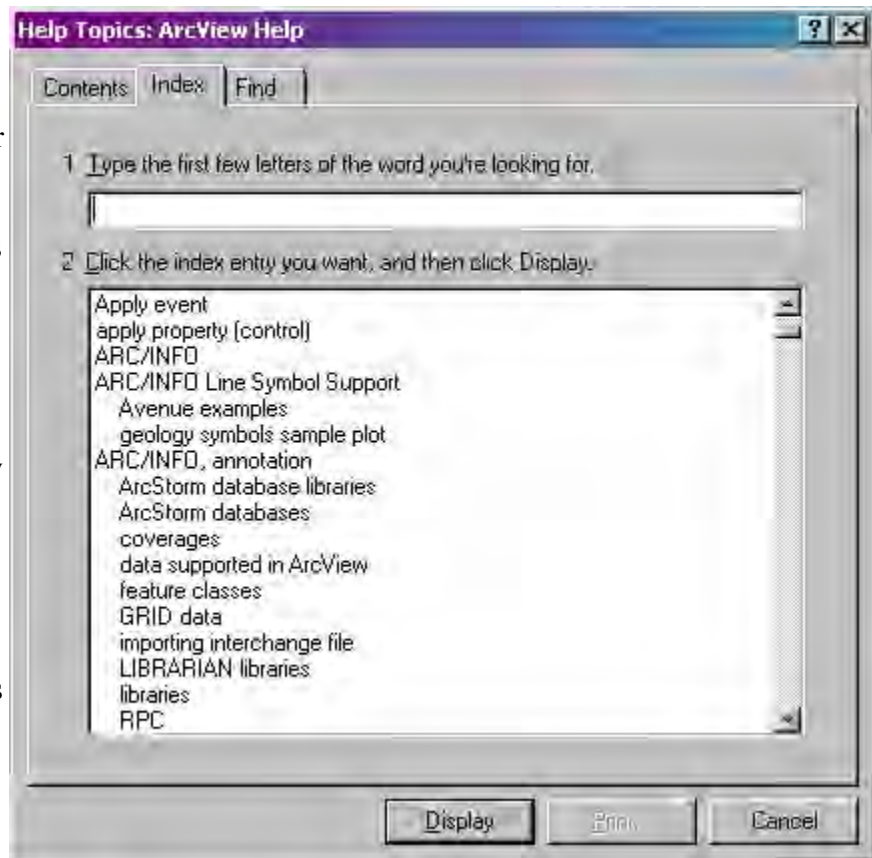 Help Topics: ArcView Help
Contents Index Find
1 Type the first few letters of the word you're looking for.
2 Click the index entry you want, and then click Display.
Apply event
apply property (control)
ARC/INFO
ARC/INFO Line Symbol Support
Avenue examples
geology symbols sample plot
ARC/INFO, annotation
ArcStorm database libraries
ArcStorm databases
coverages
data supported in ArcView
feature classes
GRID data
importing interchange file
LIBRARIAN libraries
libraries
RPC
Display Print... Cancel